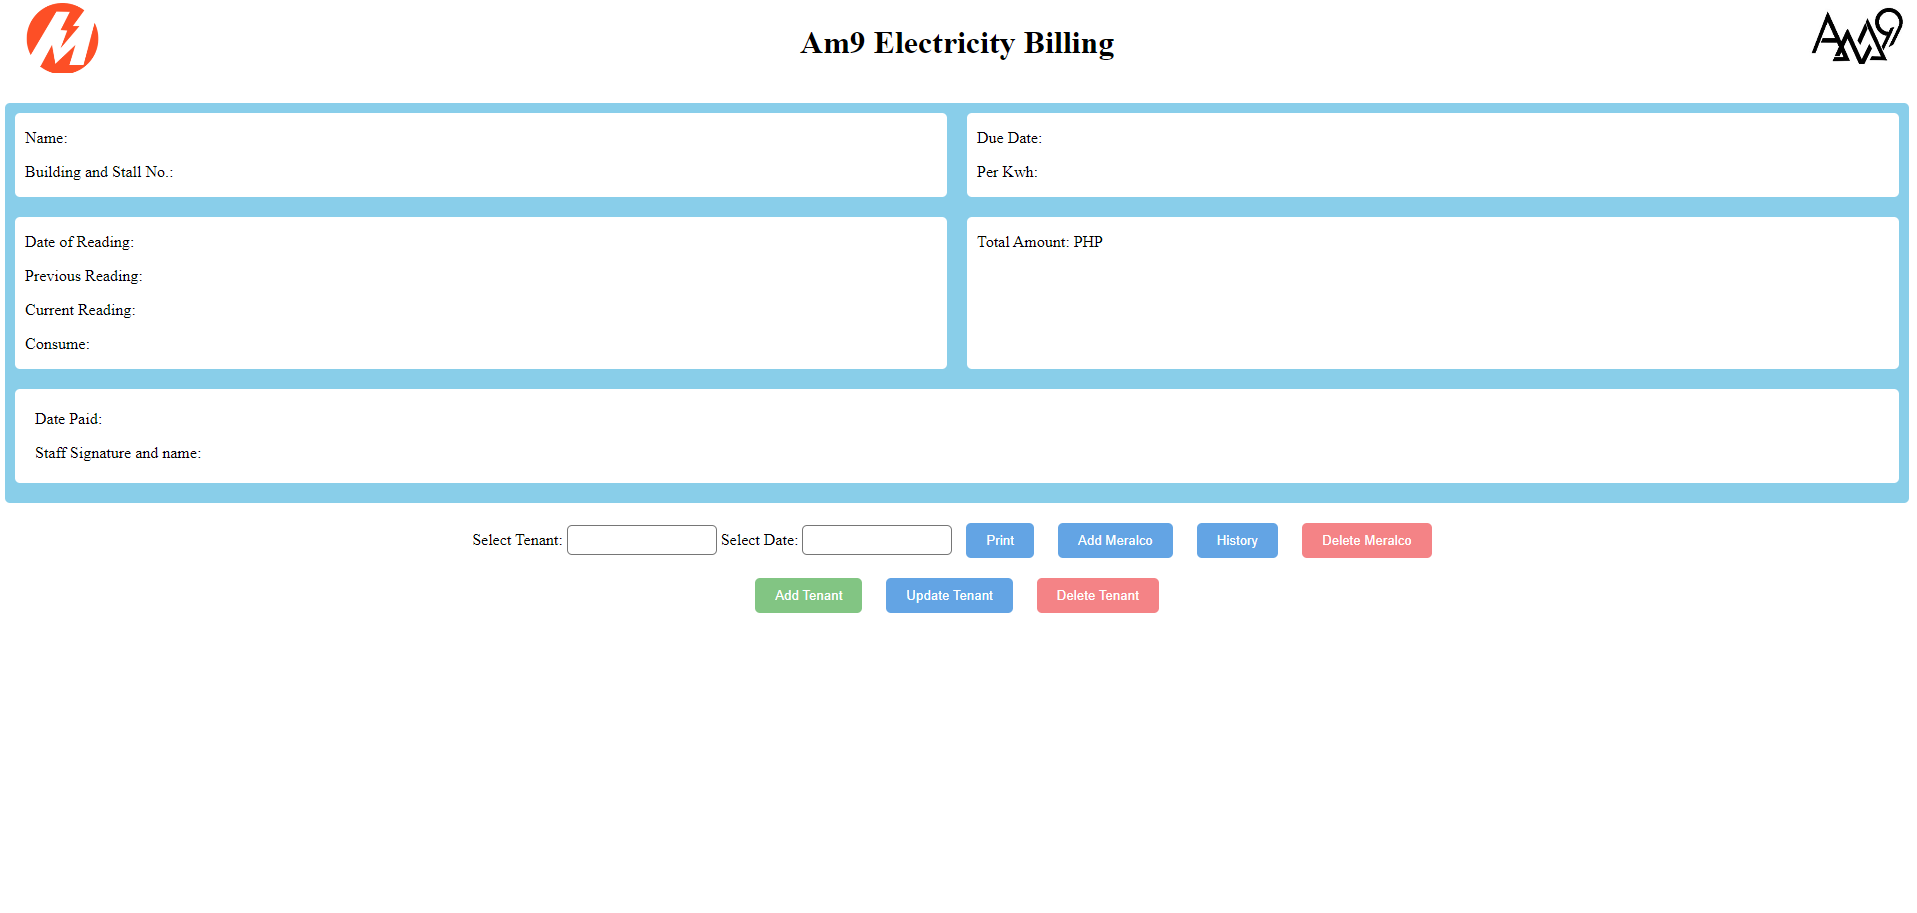 Am9 Electricity Billing
AM9
Name:
Building and Stall No.:
Due Date:
Per Kwh:
Date of Reading:
Previous Reading:
Current Reading:
Consume:
Total Amount: PHP
Date Paid:
Staff Signature and name:
Select Tenant: Select Date: Print Add Meralco History Delete Meralco
Add Tenant Update Tenant Delete Tenant